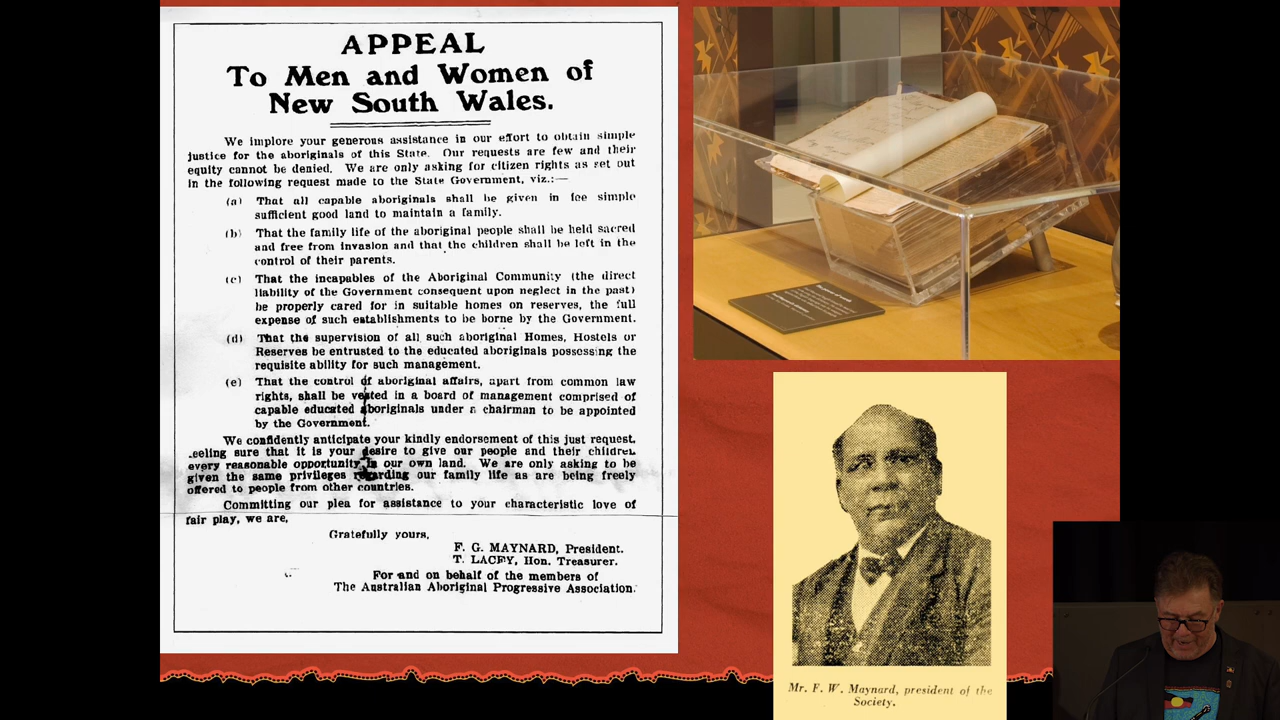 APPEAL
To Men and Women of
New South Wales.
We implore your generous assistance in our effort to obtain simple
justice for the aboriginals of this State. Our requests are few and their
equity cannot be denied. We are only asking for citizen rights as set out
in the following request made to the State Government, viz.:—
(a) That all capable aboriginals shall be given in fee simple
sufficient good land to maintain a family.
(b) That the family life of the aboriginal people shall be held sacred
and free from invasion and that the children shall be left in the
control of their parents.
(c) That the incapables of the Aboriginal Community (the direct
liability of the Government consequent upon neglect in the past)
be properly cared for in suitable homes on reserves, the full
expense of such establishments to be borne by the Government.
(d) That the supervision of all such aboriginal Homes, Hostels or
Reserves be entrusted to the educated aboriginals possessing the
requisite ability for such management.
(e) That the control of aboriginal affairs, apart from common law
rights, shall be vested in a board of management comprised of
capable educated aboriginals under a chairman to be appointed
by the Government.
We confidently anticipate your kindly endorsement of this just request,
feeling sure that it is your desire to give our people and their children
every reasonable opportunity in our own land. We are only asking to be
given the same privileges regarding our family life as are being freely
offered to people from other countries.
Committing our plea for assistance to your characteristic love of
fair play, we are,
Gratefully yours,
F. G. MAYNARD, President.
T. LACEY, Hon. Treasurer.
For and on behalf of the members of
The Australian Aboriginal Progressive Association.
Mr. F. W. Maynard, president of the
Society.